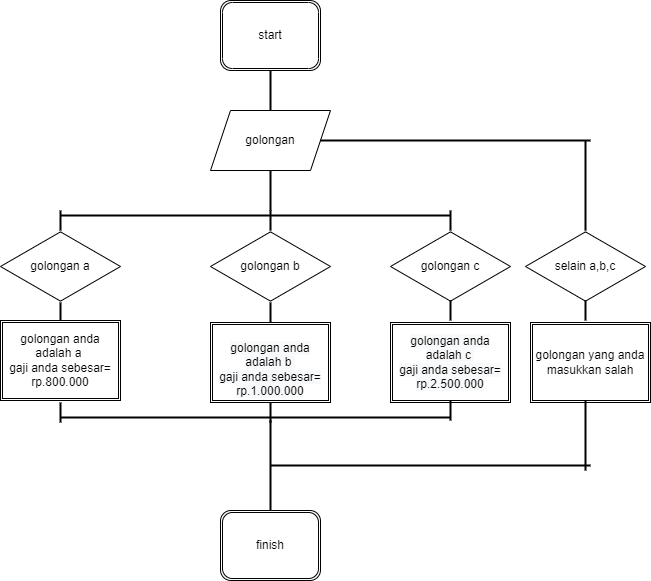 start
golongan
golongan a
golongan b
golongan c
selain a,b,c
golongan anda
adalah a
gaji anda sebesar=
rp.800.000
golongan anda
adalah b
gaji anda sebesar=
rp.1.000.000
golongan anda
adalah c
gaji anda sebesar=
rp.2.500.000
golongan yang anda
masukkan salah
finish